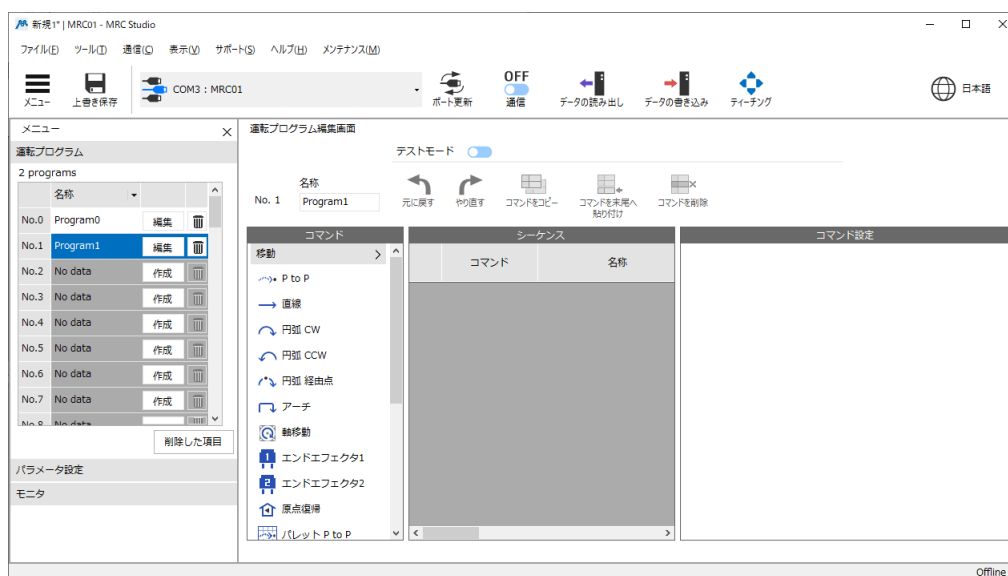 新規1* | MRC01 - MRC Studio
ファイル(F) ツール(T) 通信(C) 表示(V) サポート(S) ヘルプ(H) メンテナンス(M)
メニュー 上書き保存 COM3 : MRC01 ポート更新 OFF 通信 データの読み出し データの書き込み ティーチング 日本語
メニュー
運転プログラム
2 programs
名称
No.0 Program0 編集
No.1 Program1 編集
No.2 No data 作成
No.3 No data 作成
No.4 No data 作成
No.5 No data 作成
No.6 No data 作成
No.7 No data 作成
No.8 No data
削除した項目
パラメータ設定
モニタ
運転プログラム編集画面
テストモード
名称
No. 1 Program1
元に戻す やり直す コマンドをコピー コマンドを末尾へ
貼り付け
コマンドを削除
コマンド シーケンス コマンド設定
移動
コマンド 名称
P to P
直線
円弧 CW
円弧 CCW
円弧 経由点
アーチ
軸移動
1 エンドエフェクタ1
2 エンドエフェクタ2
原点復帰
パレット P to P
Offline